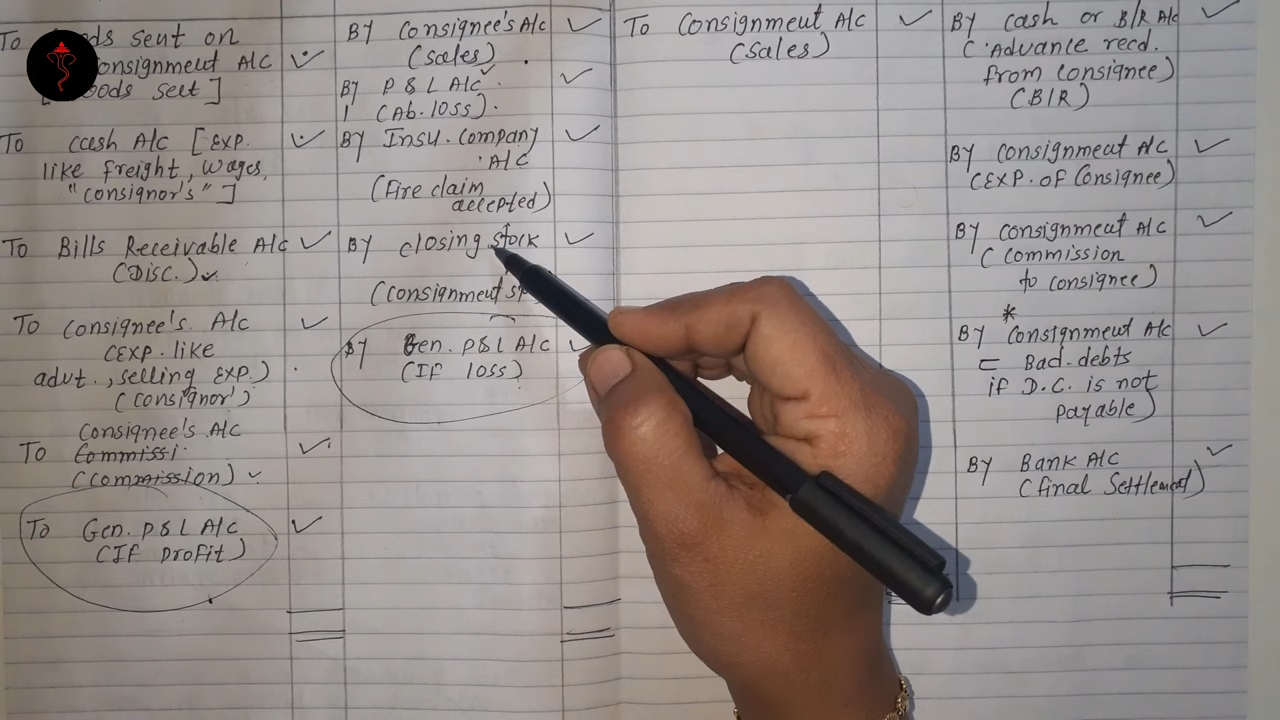 To Goods sent on
Consignment A/c
[Goods sent]
To cash A/c [Exp.
like freight, wages,
"consignor's"]
To Bills Receivable A/c
(Disc.)
To Consignee's A/c
(Exp. like
advt., selling Exp.)
(consignor')
Consignee's A/c
To Commissi
(commission)
To Gen. P&L A/c
(IF profit)
By Consignee's A/c
(sales)
By P&L A/c
(Ab. loss).
By Insu. company
A/c
(Fire claim
accepted)
By closing stock
(consignment
By Gen. P&L A/c
(IF loss)
To Consignment A/c
(sales)
By cash or B/R A/c
(Advance recd.
from consignee)
(B/R)
By consignment A/c
(Exp. of Consignee)
By consignment A/c
(Commission
to consignee)
*
By Consignment A/c
( Bad-debts
if D.C. is not
payable)
By Bank A/c
(final Settlement)